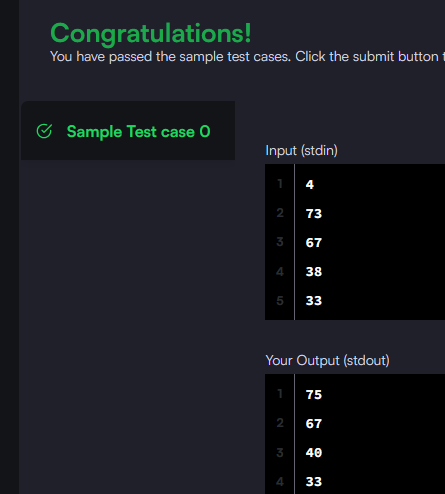 Congratulations!
You have passed the sample test cases. Click the submit button
Sample Test case 0
Input (stdin)
1 4
2 73
3 67
4 38
5 33
Your Output (stdout)
1 75
2 67
3 40
4 33